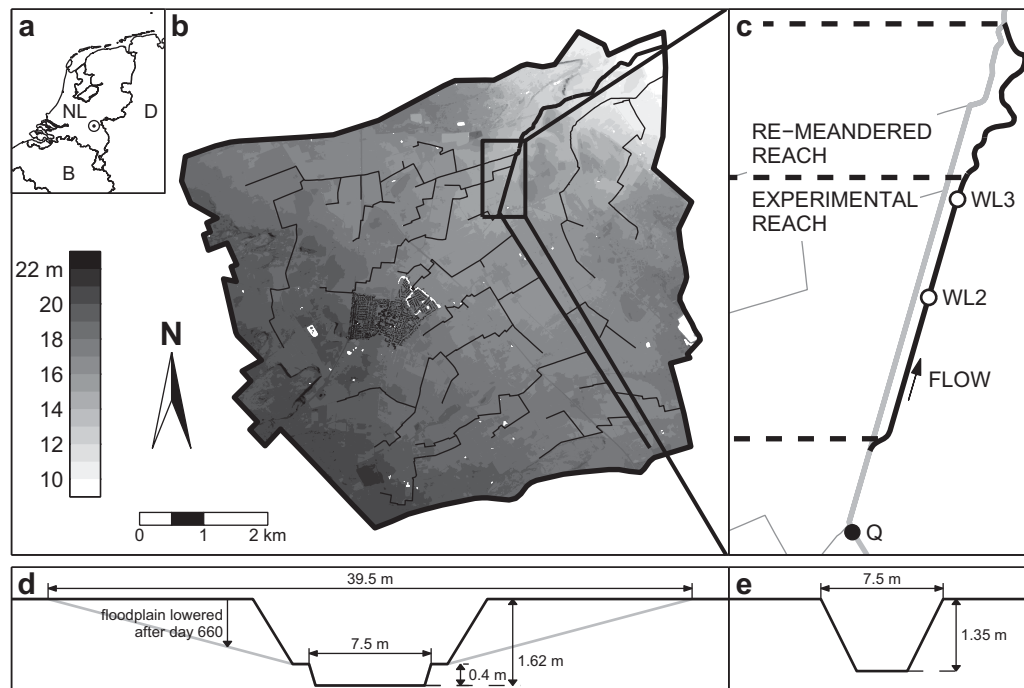 a
NL
D
B
b
22 m
20
18
16
14
12
10
N
0
1
2 km
c
RE−MEANDERED
REACH
EXPERIMENTAL
REACH
WL3
WL2
FLOW
Q
d
39.5 m
floodplain lowered
after day 660
7.5 m
1.62 m
0.4 m
e
7.5 m
1.35 m